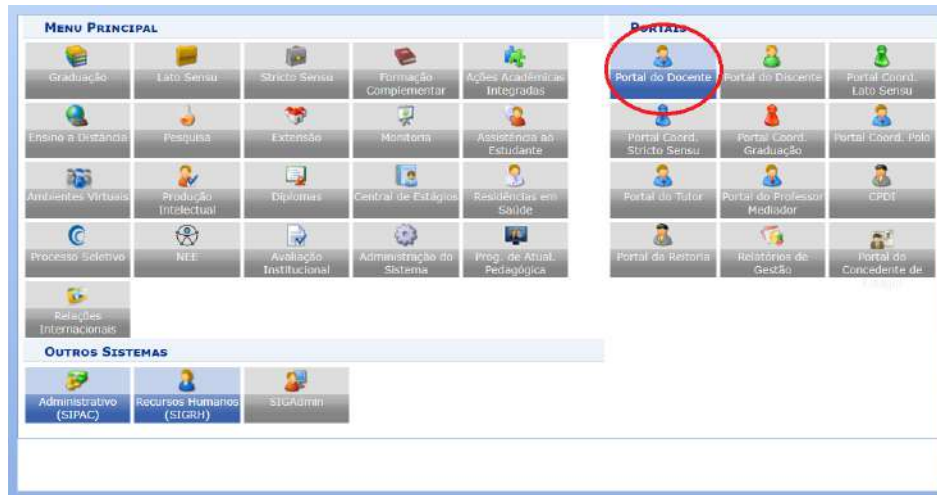 MENU PRINCIPAL
Graduação
Lato Sensu
Stricto Sensu
Formação
Complementar
Ações Acadêmicas
Integradas
Ensino a Distância
Pesquisa
Extensão
Monitoria
Assistência ao
Estudante
Ambientes Virtuais
Produção
Intelectual
Diplomas
Central de Estágios
Residências em
Saúde
Processo Seletivo
NEE
Avaliação
Institucional
Administração do
Sistema
Prog. de Atual.
Pedagógica
Relações
Internacionais
PORTAIS
Portal do Docente
Portal do Discente
Portal Coord.
Lato Sensu
Portal Coord.
Stricto Sensu
Portal Coord.
Graduação
Portal Coord. Polo
Portal do Tutor
Portal do Professor
Mediador
CPDI
Portal da Reitoria
Relatórios de
Gestão
Portal do
Concedente de
OUTROS SISTEMAS
Administrativo
(SIPAC)
Recursos Humanos
(SIGRH)
SIGAdmin